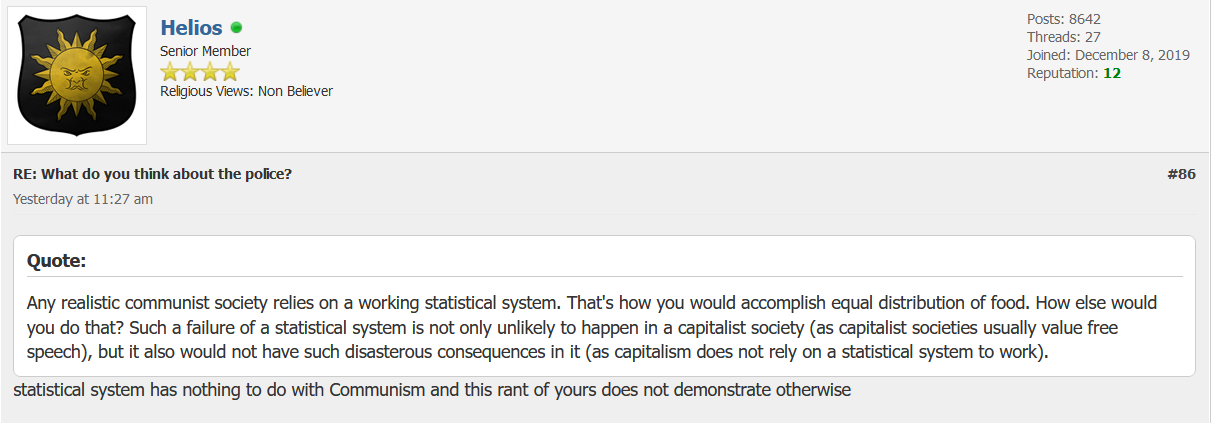 Helios
Senior Member
Religious Views: Non Believer
Posts: 8642
Threads: 27
Joined: December 8, 2019
Reputation: 12
RE: What do you think about the police?
#86
Yesterday at 11:27 am
Quote:
Any realistic communist society relies on a working statistical system. That's how you would accomplish equal distribution of food. How else would
you do that? Such a failure of a statistical system is not only unlikely to happen in a capitalist society (as capitalist societies usually value free
speech), but it also would not have such disasterous consequences in it (as capitalism does not rely on a statistical system to work).
statistical system has nothing to do with Communism and this rant of yours does not demonstrate otherwise